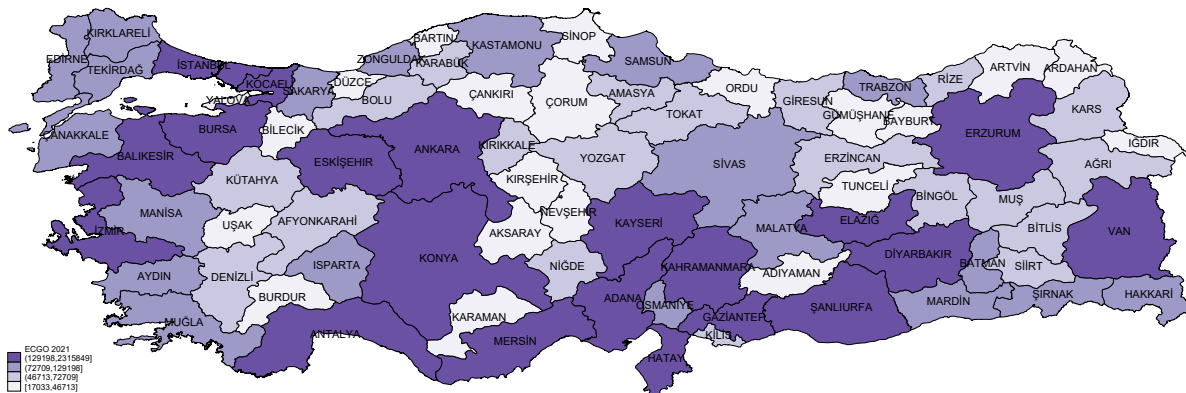 KIRKLARELİ
EDİRNE
TEKİRDAĞ
İSTANBUL
KOCAELİ
YALOVA
SAKARYA
DÜZCE
ZONGULDAK
BARTIN
KARABÜK
KASTAMONU
SİNOP
SAMSUN
BOLU
ÇANKIRI
ÇORUM
AMASYA
ORDU
TOKAT
GİRESUN
TRABZON
RİZE
ARTVİN
ARDAHAN
GÜMÜŞHANE
BAYBURT
KARS
ERZURUM
IĞDIR
AĞRI
ÇANAKKALE
BALIKESİR
BURSA
BİLECİK
ESKİŞEHİR
ANKARA
KIRIKKALE
YOZGAT
SİVAS
ERZİNCAN
TUNCELİ
BİNGÖL
MUŞ
KÜTAHYA
KIRŞEHİR
NEVŞEHİR
KAYSERİ
MALATYA
ELAZIĞ
BİTLİS
VAN
MANİSA
UŞAK
AFYONKARAHİ
AKSARAY
İZMİR
DİYARBAKIR
BATMAN
SİİRT
AYDIN
DENİZLİ
ISPARTA
KONYA
NİĞDE
KAHRAMANMARA
ADIYAMAN
BURDUR
KARAMAN
ADANA
OSMANİYE
GAZİANTEP
ŞANLIURFA
MARDİN
ŞIRNAK
HAKKARİ
MUĞLA
ANTALYA
MERSİN
KİLİS
HATAY
ECGO 2021
(129198,2315849]
(72709,129198]
(46713,72709]
[17033,46713]